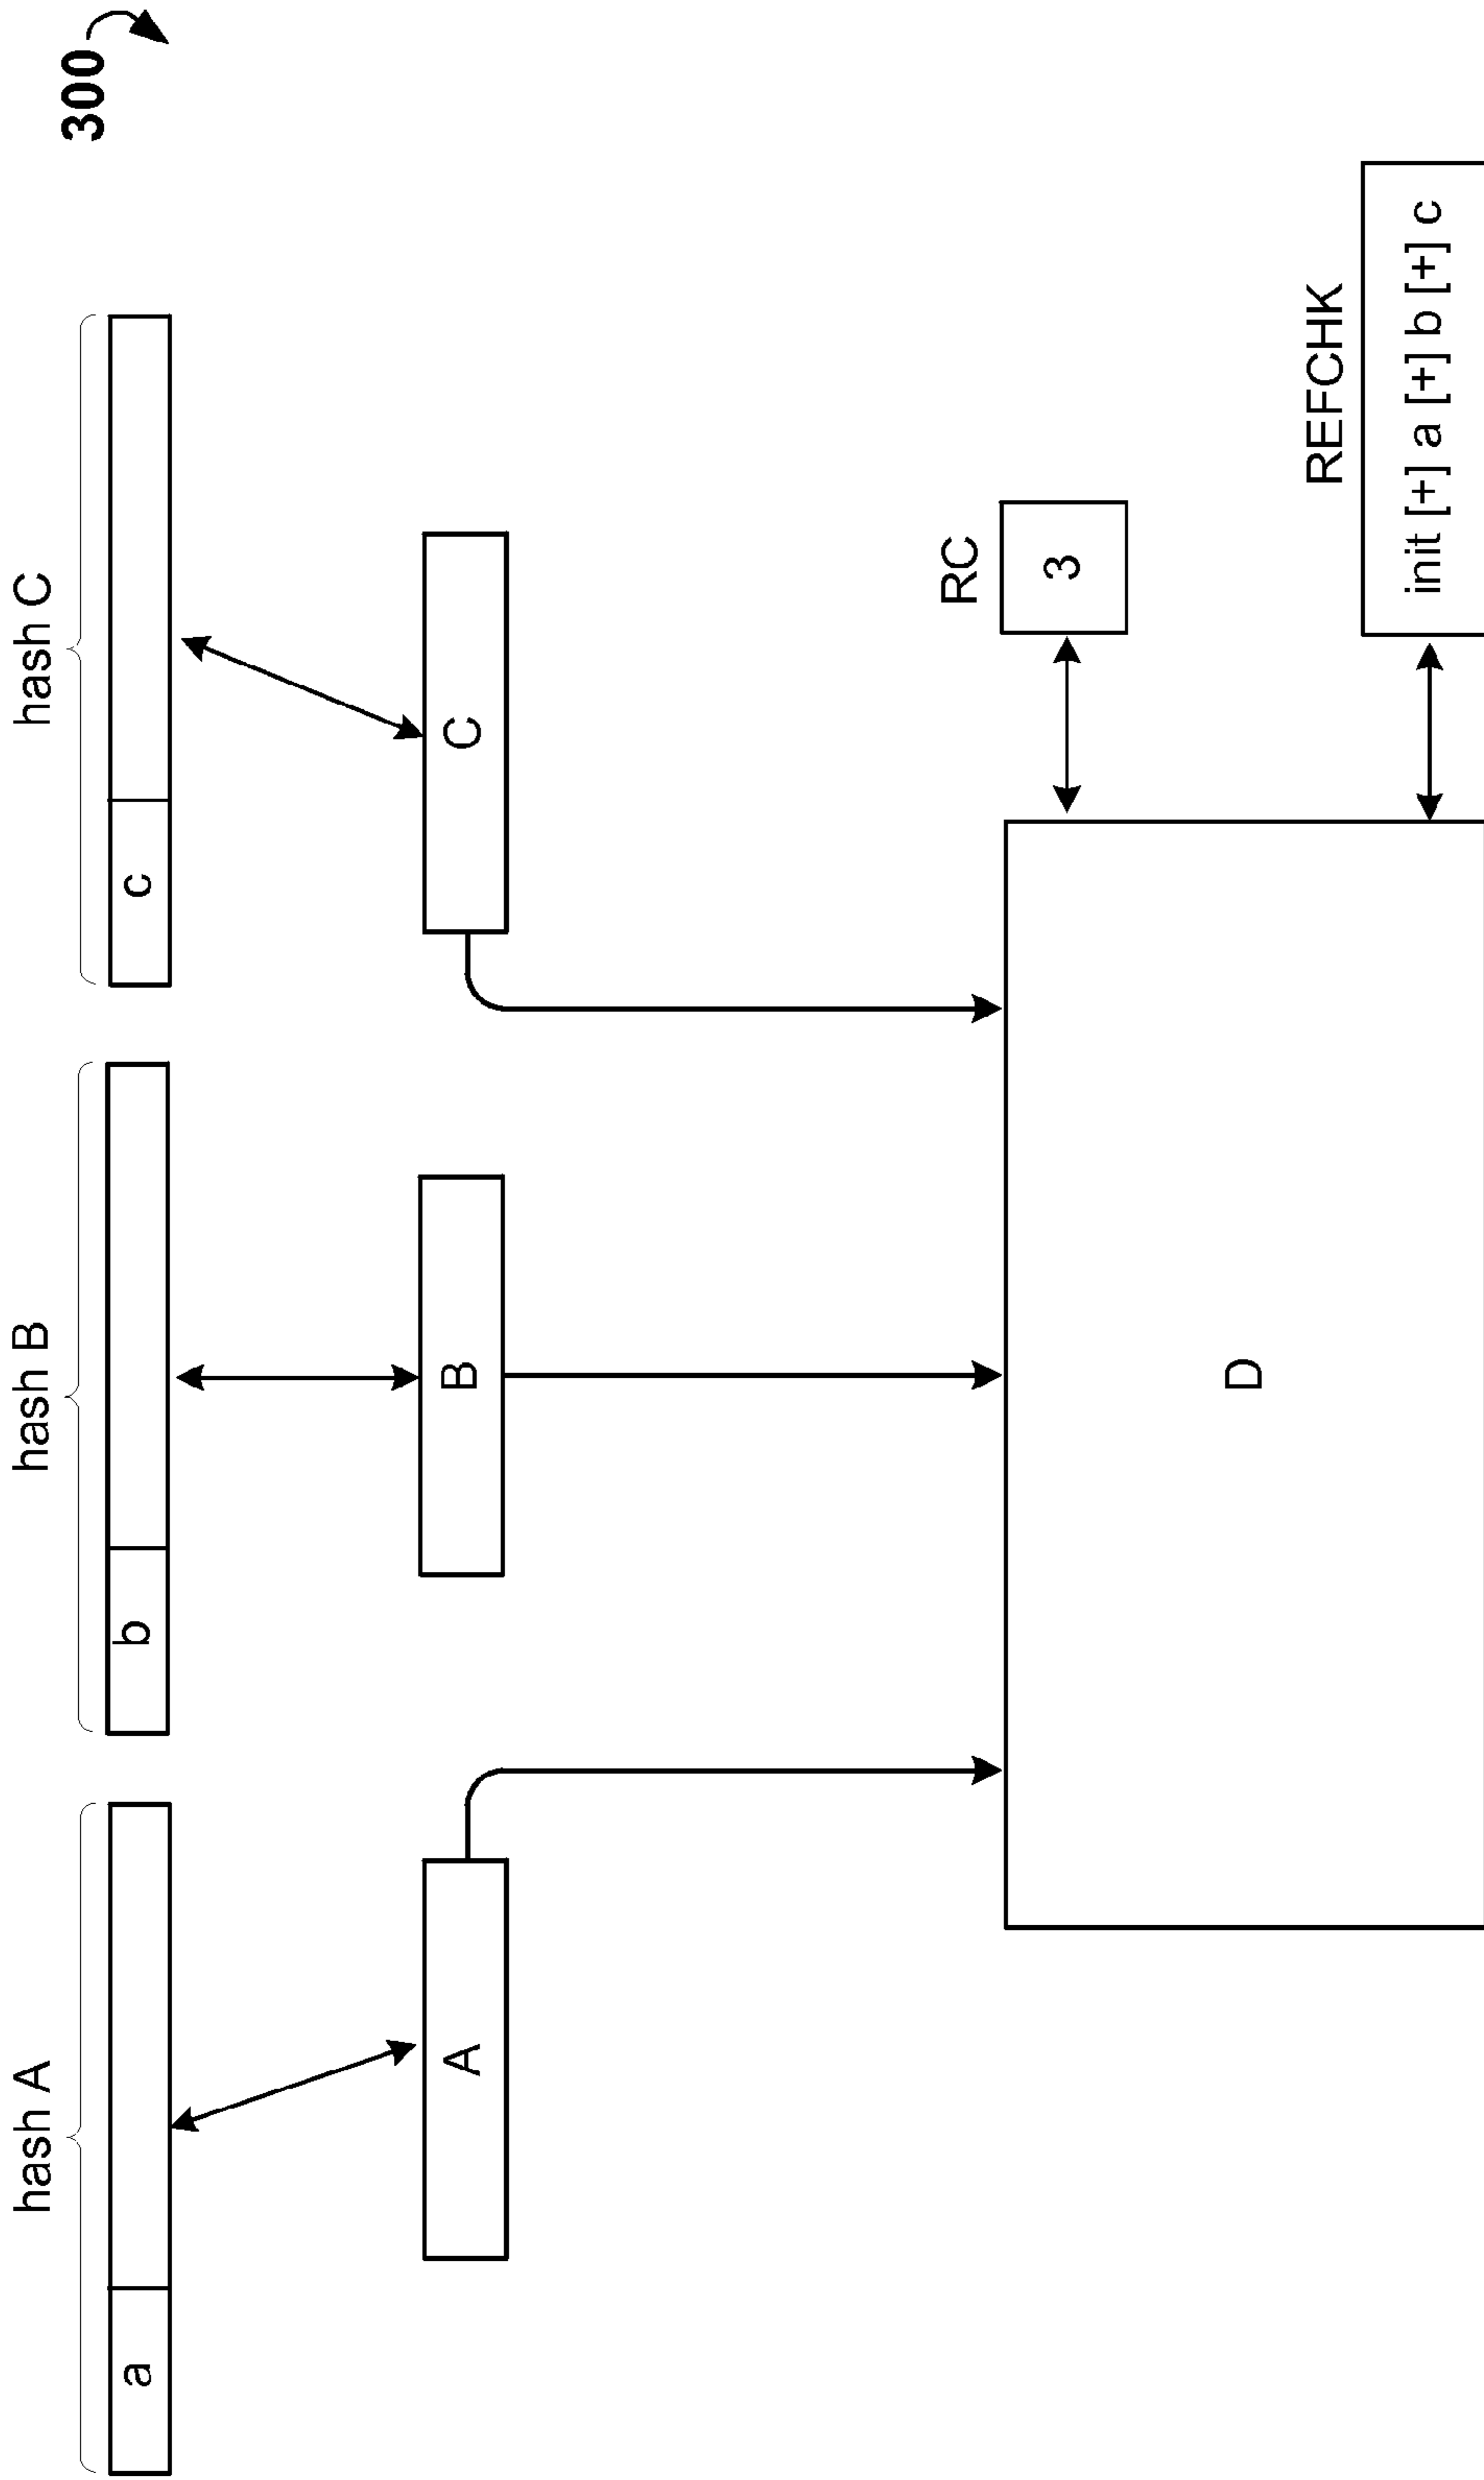 300
hash A
hash B
hash C
a
b
c
A
B
C
RC
3
D
REFCHK
init [+] a [+] b [+] c